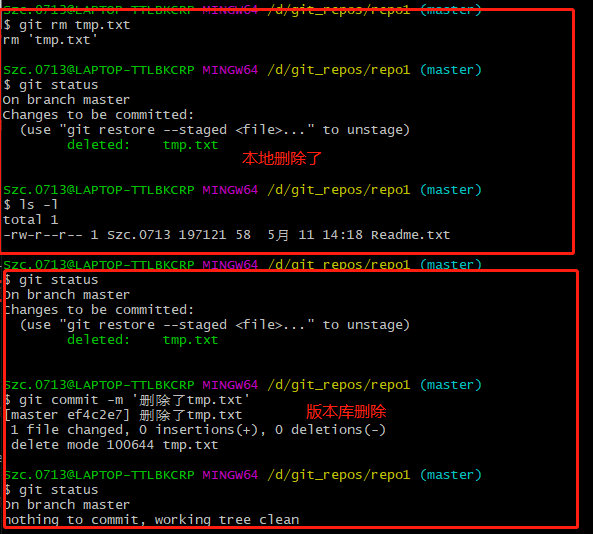 Szc.0713@LAPTOP-TTLBKCRP MINGW64 /d/git_repos/repo1 (master)
$ git rm tmp.txt
rm 'tmp.txt'
Szc.0713@LAPTOP-TTLBKCRP MINGW64 /d/git_repos/repo1 (master)
$ git status
On branch master
Changes to be committed:
(use "git restore --staged <file>..." to unstage)
deleted: tmp.txt
本地删除了
Szc.0713@LAPTOP-TTLBKCRP MINGW64 /d/git_repos/repo1 (master)
$ ls -l
total 1
-rw-r--r-- 1 Szc.0713 197121 58 5月 11 14:18 Readme.txt
Szc.0713@LAPTOP-TTLBKCRP MINGW64 /d/git_repos/repo1 (master)
$ git status
On branch master
Changes to be committed:
(use "git restore --staged <file>..." to unstage)
deleted: tmp.txt
Szc.0713@LAPTOP-TTLBKCRP MINGW64 /d/git_repos/repo1 (master)
$ git commit -m '删除了tmp.txt'
[master ef4c2e7] 删除了tmp.txt
版本库删除
1 file changed, 0 insertions(+), 0 deletions(-)
delete mode 100644 tmp.txt
Szc.0713@LAPTOP-TTLBKCRP MINGW64 /d/git_repos/repo1 (master)
$ git status
On branch master
nothing to commit, working tree clean